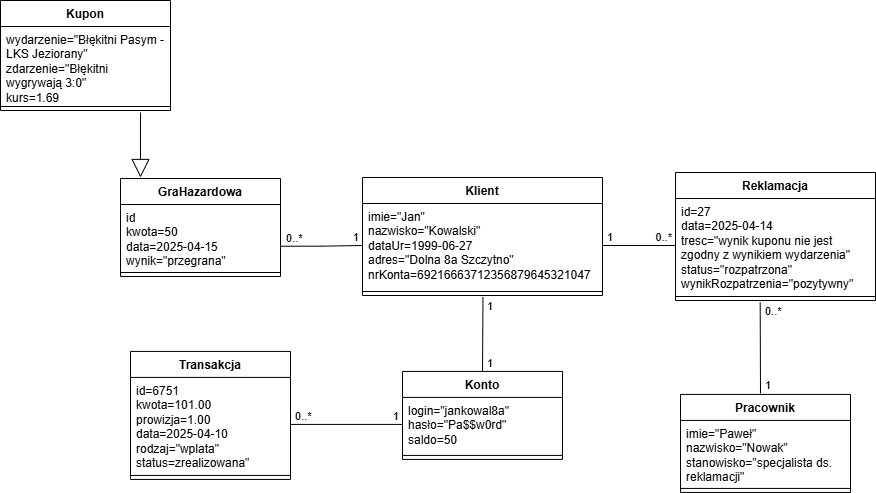 Kupon
wydarzenie="Błękitni Pasym -
LKS Jeziorany"
zdarzenie="Błękitni
wygrywają 3:0"
kurs=1.69
GraHazardowa
id
kwota=50
data=2025-04-15
wynik="przegrana"
0..*
1
Klient
imie="Jan"
nazwisko="Kowalski"
dataUr=1999-06-27
adres="Dolna 8a Szczytno"
nrKonta=69216663712356879645321047
1
0..*
Reklamacja
id=27
data=2025-04-14
tresc="wynik kuponu nie jest
zgodny z wynikiem wydarzenia"
status="rozpatrzona"
wynikRozpatrzenia="pozytywny"
1
1
0..*
1
Transakcja
id=6751
kwota=101.00
prowizja=1.00
data=2025-04-10
rodzaj="wplata"
status=zrealizowana"
0..*
1
Konto
login="jankowal8a"
hasło="Pa$$w0rd"
saldo=50
Pracownik
imie="Paweł"
nazwisko="Nowak"
stanowisko="specjalista ds.
reklamacji"